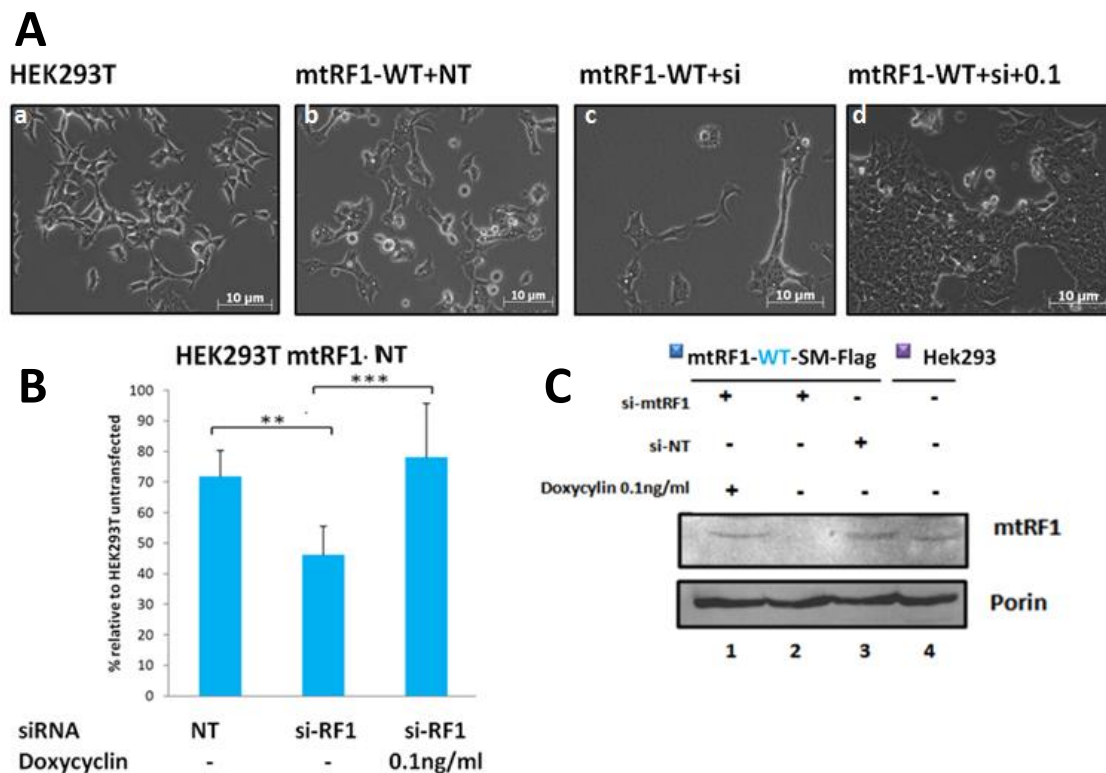 A
HEK293T
mtRF1-WT+NT
mtRF1-WT+si
mtRF1-WT+si+0.1
a
b
c
d
10 µm
10 µm
10 µm
10 µm
B
HEK293T mtRF1· NT
% relative to HEK293T untransfected
100
90
80
70
60
50
40
30
20
10
0
**
***
siRNA NT si-RF1 si-RF1
Doxycyclin - - 0.1ng/ml
C
mtRF1-WT-SM-Flag Hek293
si-mtRF1 + + - -
si-NT - - + -
Doxycylin 0.1ng/ml + - - -
mtRF1
Porin
1 2 3 4